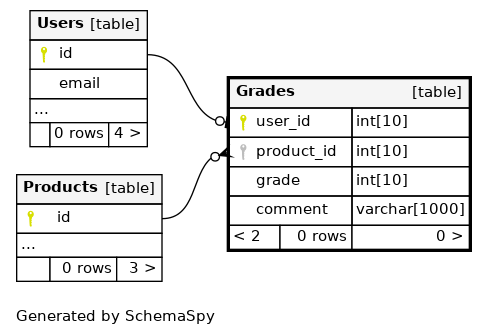 Users [table]
id
email
...
0 rows 4 >
Grades [table]
user_id int[10]
product_id int[10]
grade int[10]
comment varchar[1000]
< 2 0 rows 0 >
Products [table]
id
...
0 rows 3 >
Generated by SchemaSpy